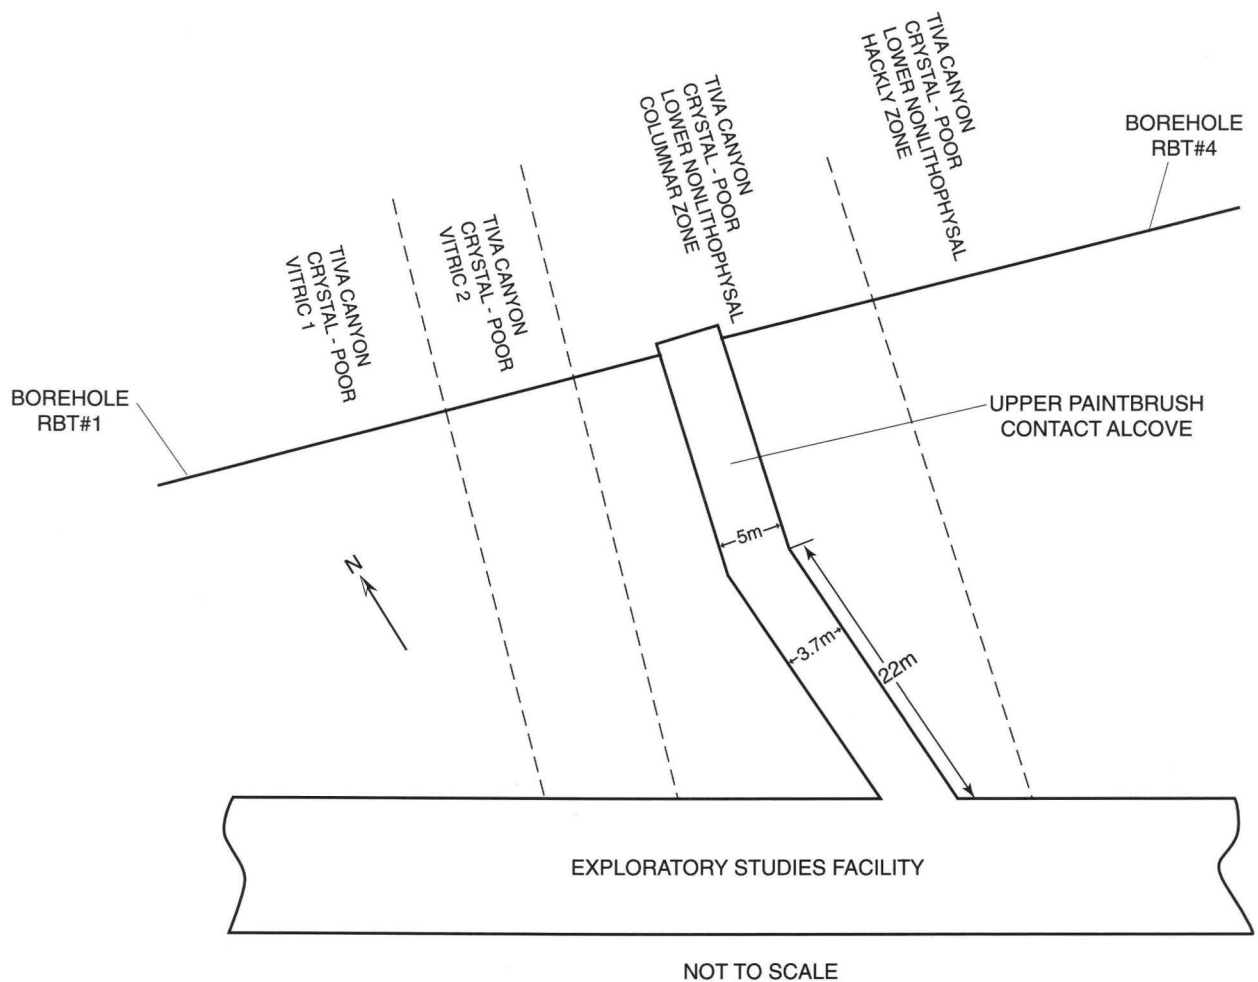 TIVA CANYON
CRYSTAL - POOR
VITRIC 1
TIVA CANYON
CRYSTAL - POOR
VITRIC 2
TIVA CANYON
CRYSTAL - POOR
LOWER NONLITHOPHYSAL
COLUMNAR ZONE
TIVA CANYON
CRYSTAL - POOR
LOWER NONLITHOPHYSAL
HACKLY ZONE
BOREHOLE
RBT#4
BOREHOLE
RBT#1
UPPER PAINTBRUSH
CONTACT ALCOVE
5m
N
3.7m
22m
EXPLORATORY STUDIES FACILITY
NOT TO SCALE